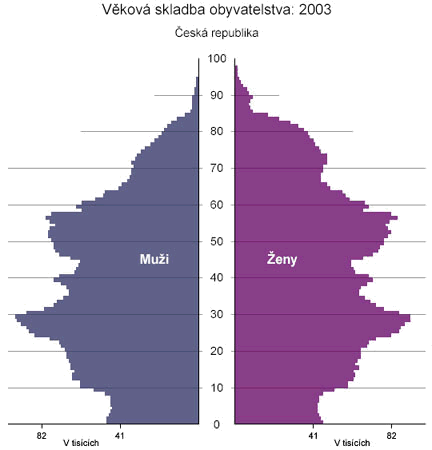 Věková skladba obyvatelstva: 2003
Česká republika
100
90
80
70
60
50
40
30
20
10
0
Muži
Ženy
82
41
41
82
V tisících
V tisících